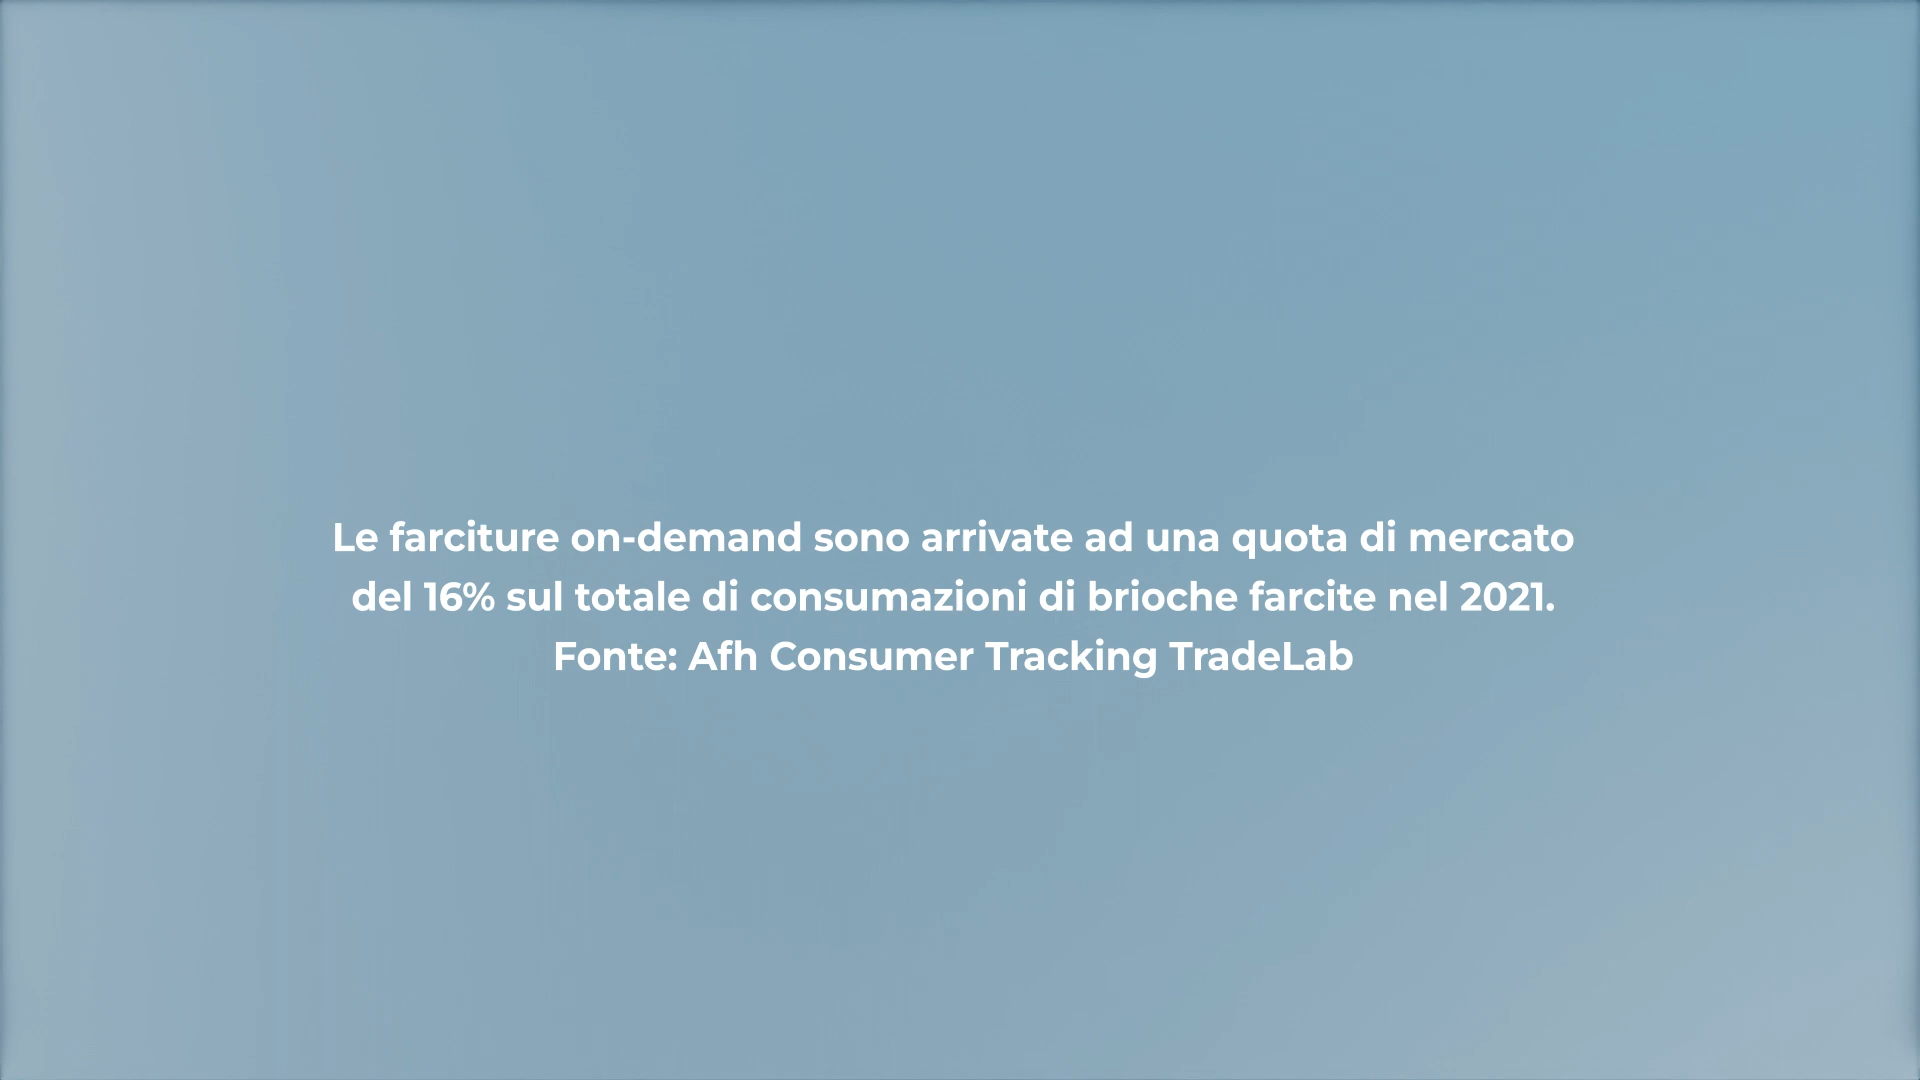 Le farciture on-demand sono arrivate ad una quota di mercato
del 16% sul totale di consumazioni di brioche farcite nel 2021.
Fonte: Afh Consumer Tracking TradeLab